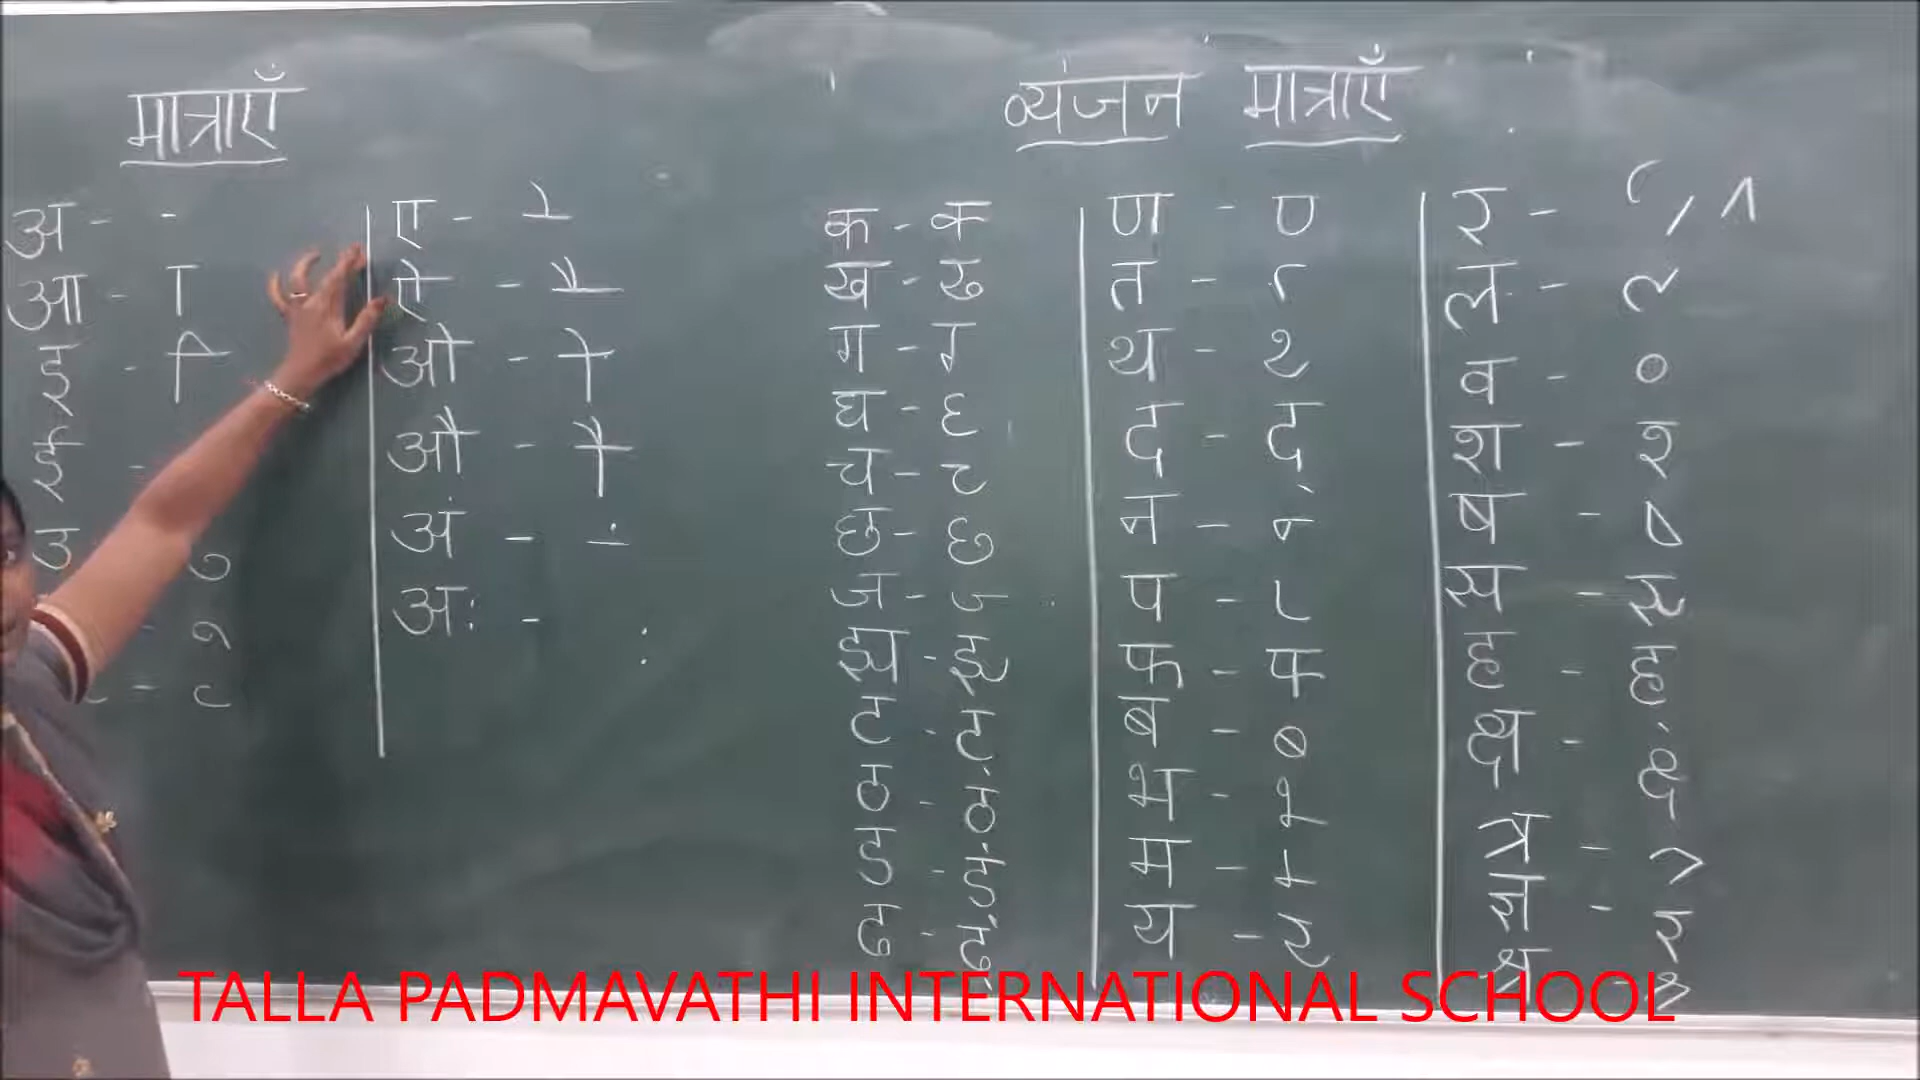 मात्राएँ
अ - -
आ - ा
इ - ि
ई -
उ ु
- ू
- ृ
ए - े
ऐ - ै
ओ - ो
औ - ौ
अं - ं
अः - :
व्यंजन मात्राएँ
क - क्
ख - ख्
ग - ग्
घ - घ्
च - च्
छ - छ्
ज - ज्
झ - झ्
ट - ट्
ठ - ठ्
ड - ड्
ढ - ढ्
ण - ण्
त - त्
थ - थ्
द - द्
न - न्
प - प्
फ - फ्
ब - ब्
भ - भ्
म - म्
य - य्
र -
ल - ल्
व - व्
श - श्
ष - ष्
स - स्
ह - ह्
क्ष - क्ष्
त्र - त्र्
ज्ञ - ज्ञ्
श्र - श्र्
TALLA PADMAVATHI INTERNATIONAL SCHOOL